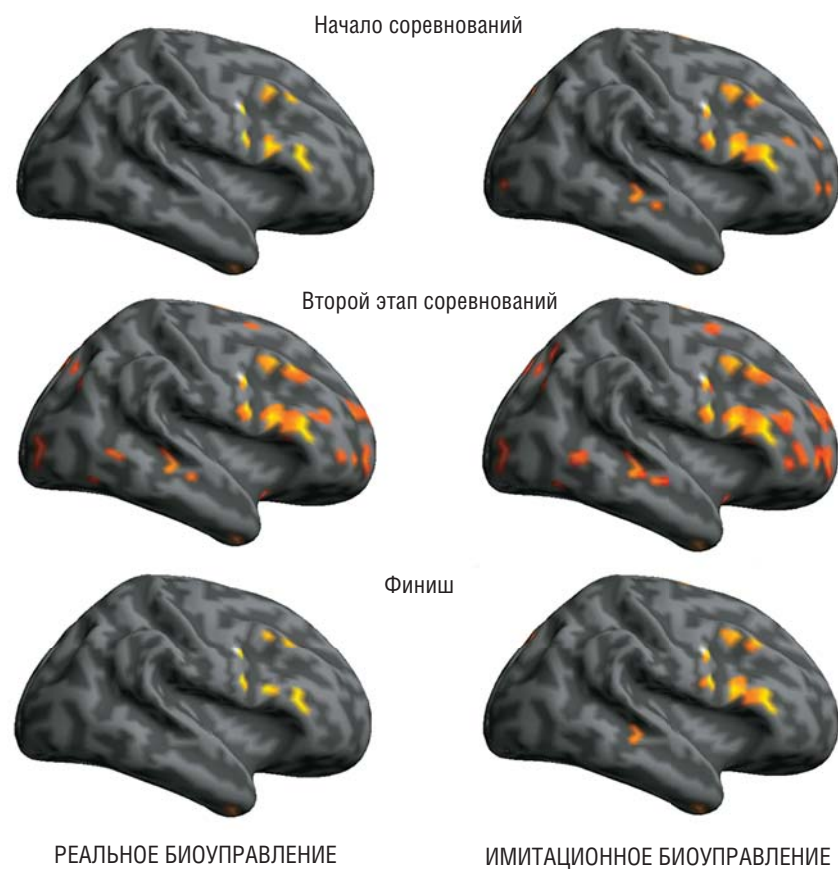 Начало соревнований
Второй этап соревнований
Финиш
РЕАЛЬНОЕ БИОУПРАВЛЕНИЕ
ИМИТАЦИОННОЕ БИОУПРАВЛЕНИЕ